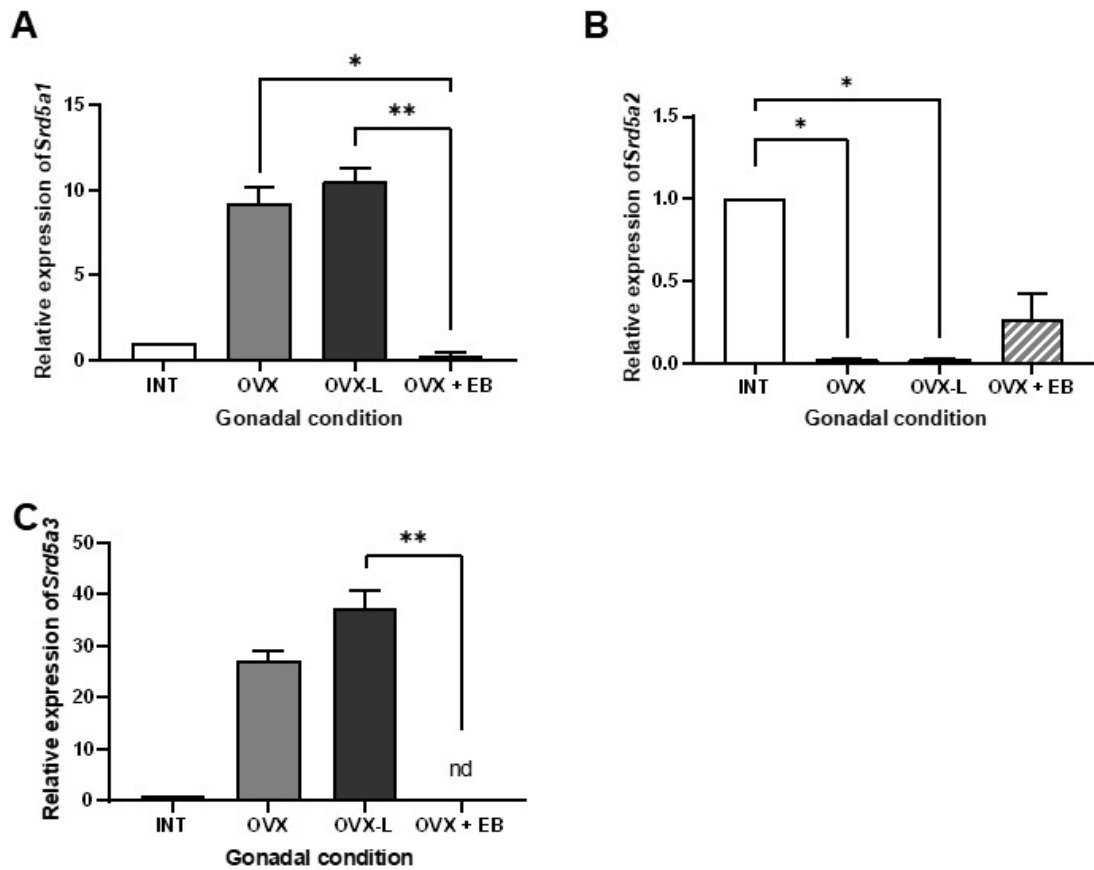 A
Relative expression of Srd5a1
15
10
5
0
*
**
INT OVX OVX-L OVX + EB
Gonadal condition
B
Relative expression of Srd5a2
1.5
1.0
0.5
0.0
*
*
INT OVX OVX-L OVX + EB
Gonadal condition
C
Relative expression of Srd5a3
50
40
30
20
10
0
**
nd
INT OVX OVX-L OVX + EB
Gonadal condition